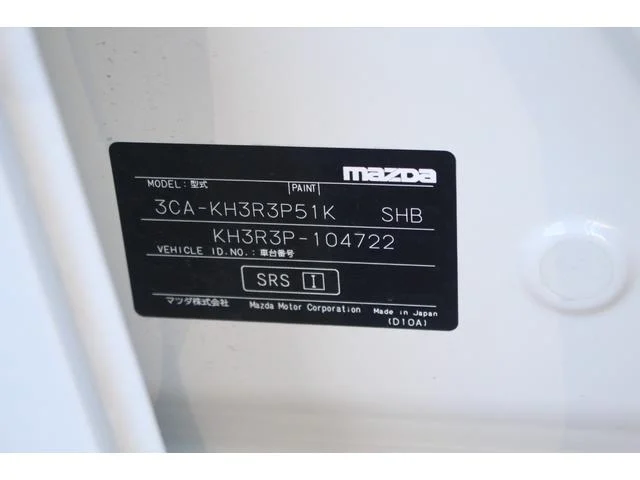 mazda
MODEL: 型式 PAINT
3CA-KH3R3P51K SHB
KH3R3P-104722
VEHICLE ID.NO.: 車台番号
SRS I
マツダ株式会社 Mazda Motor Corporation Made in Japan
(D10A)